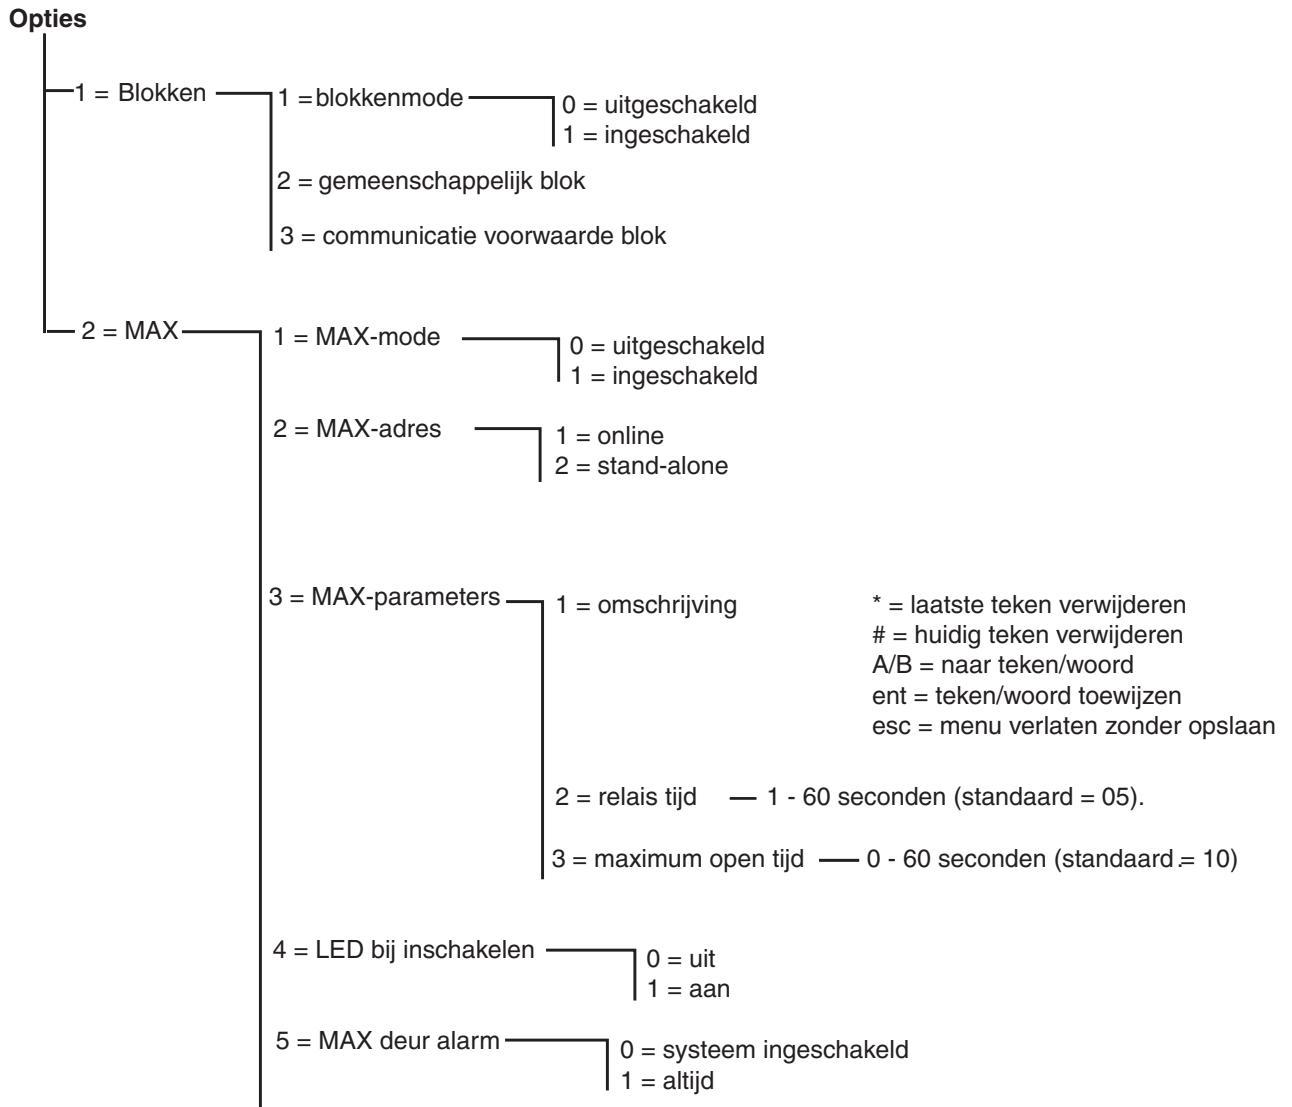 Opties
1 = Blokken
1 = blokkenmode
0 = uitgeschakeld
1 = ingeschakeld
2 = gemeenschappelijk blok
3 = communicatie voorwaarde blok
2 = MAX
1 = MAX-mode
0 = uitgeschakeld
1 = ingeschakeld
2 = MAX-adres
1 = online
2 = stand-alone
3 = MAX-parameters
1 = omschrijving
* = laatste teken verwijderen
# = huidig teken verwijderen
A/B = naar teken/woord
ent = teken/woord toewijzen
esc = menu verlaten zonder opslaan
2 = relais tijd — 1 - 60 seconden (standaard = 05).
3 = maximum open tijd — 0 - 60 seconden (standaard .= 10)
4 = LED bij inschakelen
0 = uit
1 = aan
5 = MAX deur alarm
0 = systeem ingeschakeld
1 = altijd